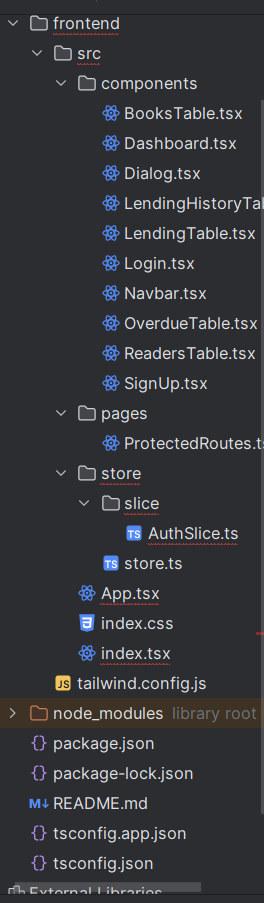 frontend
src
components
BooksTable.tsx
Dashboard.tsx
Dialog.tsx
LendingHistoryTa
LendingTable.tsx
Login.tsx
Navbar.tsx
OverdueTable.tsx
ReadersTable.tsx
SignUp.tsx
pages
ProtectedRoutes.ts
store
slice
TS AuthSlice.ts
TS store.ts
App.tsx
index.css
index.tsx
JS tailwind.config.js
node_modules library root
{} package.json
{} package-lock.json
M↓ README.md
{} tsconfig.app.json
{} tsconfig.json
External Libraries